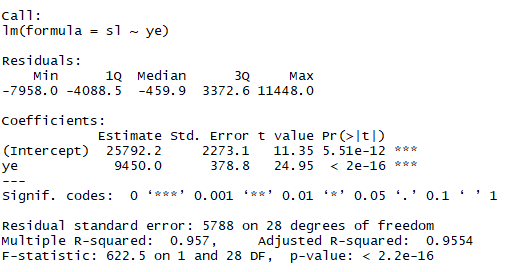 Call:
lm(formula = sl ~ ye)
Residuals:
    Min      1Q  Median      3Q     Max
-7958.0 -4088.5  -459.9  3372.6 11448.0
Coefficients:
            Estimate Std. Error t value Pr(>|t|)
(Intercept)  25792.2     2273.1   11.35 5.51e-12 ***
ye            9450.0      378.8   24.95  < 2e-16 ***
---
Signif. codes:  0 ‘***’ 0.001 ‘**’ 0.01 ‘*’ 0.05 ‘.’ 0.1 ‘ ’ 1
Residual standard error: 5788 on 28 degrees of freedom
Multiple R-squared:  0.957,     Adjusted R-squared:  0.9554
F-statistic: 622.5 on 1 and 28 DF,  p-value: < 2.2e-16